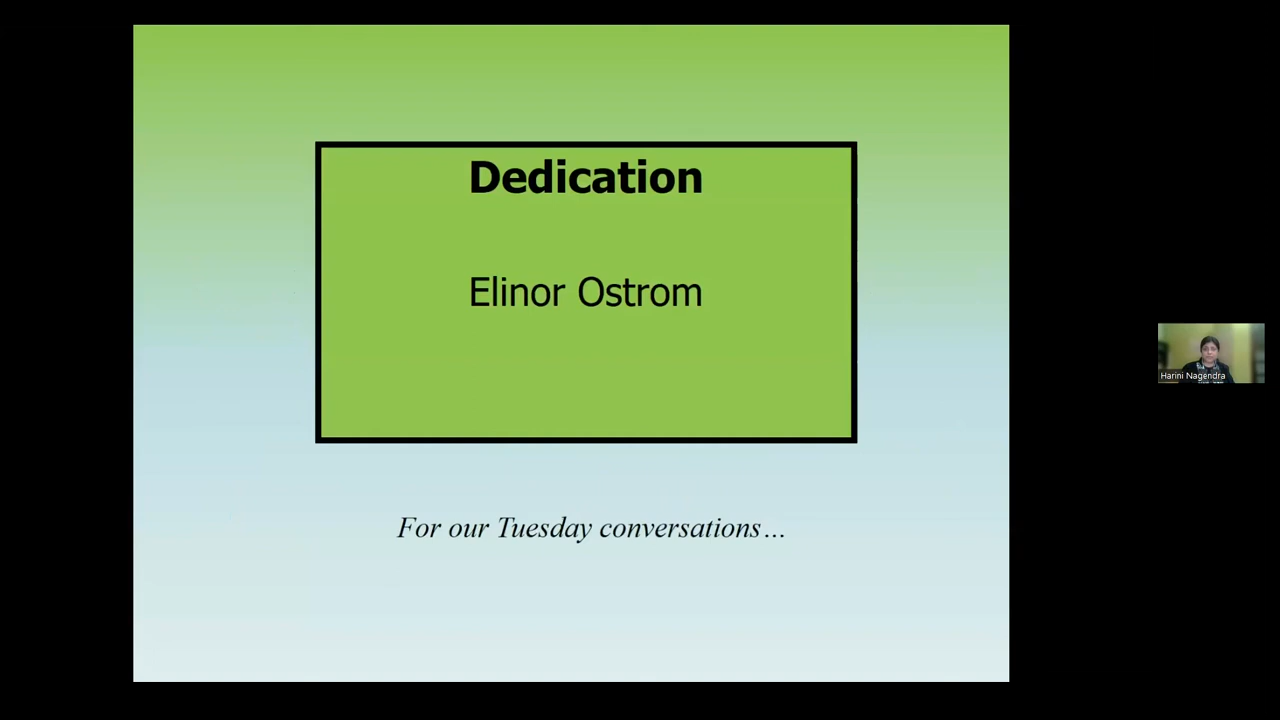 Dedication
Elinor Ostrom
For our Tuesday conversations…
Harini Nagendra